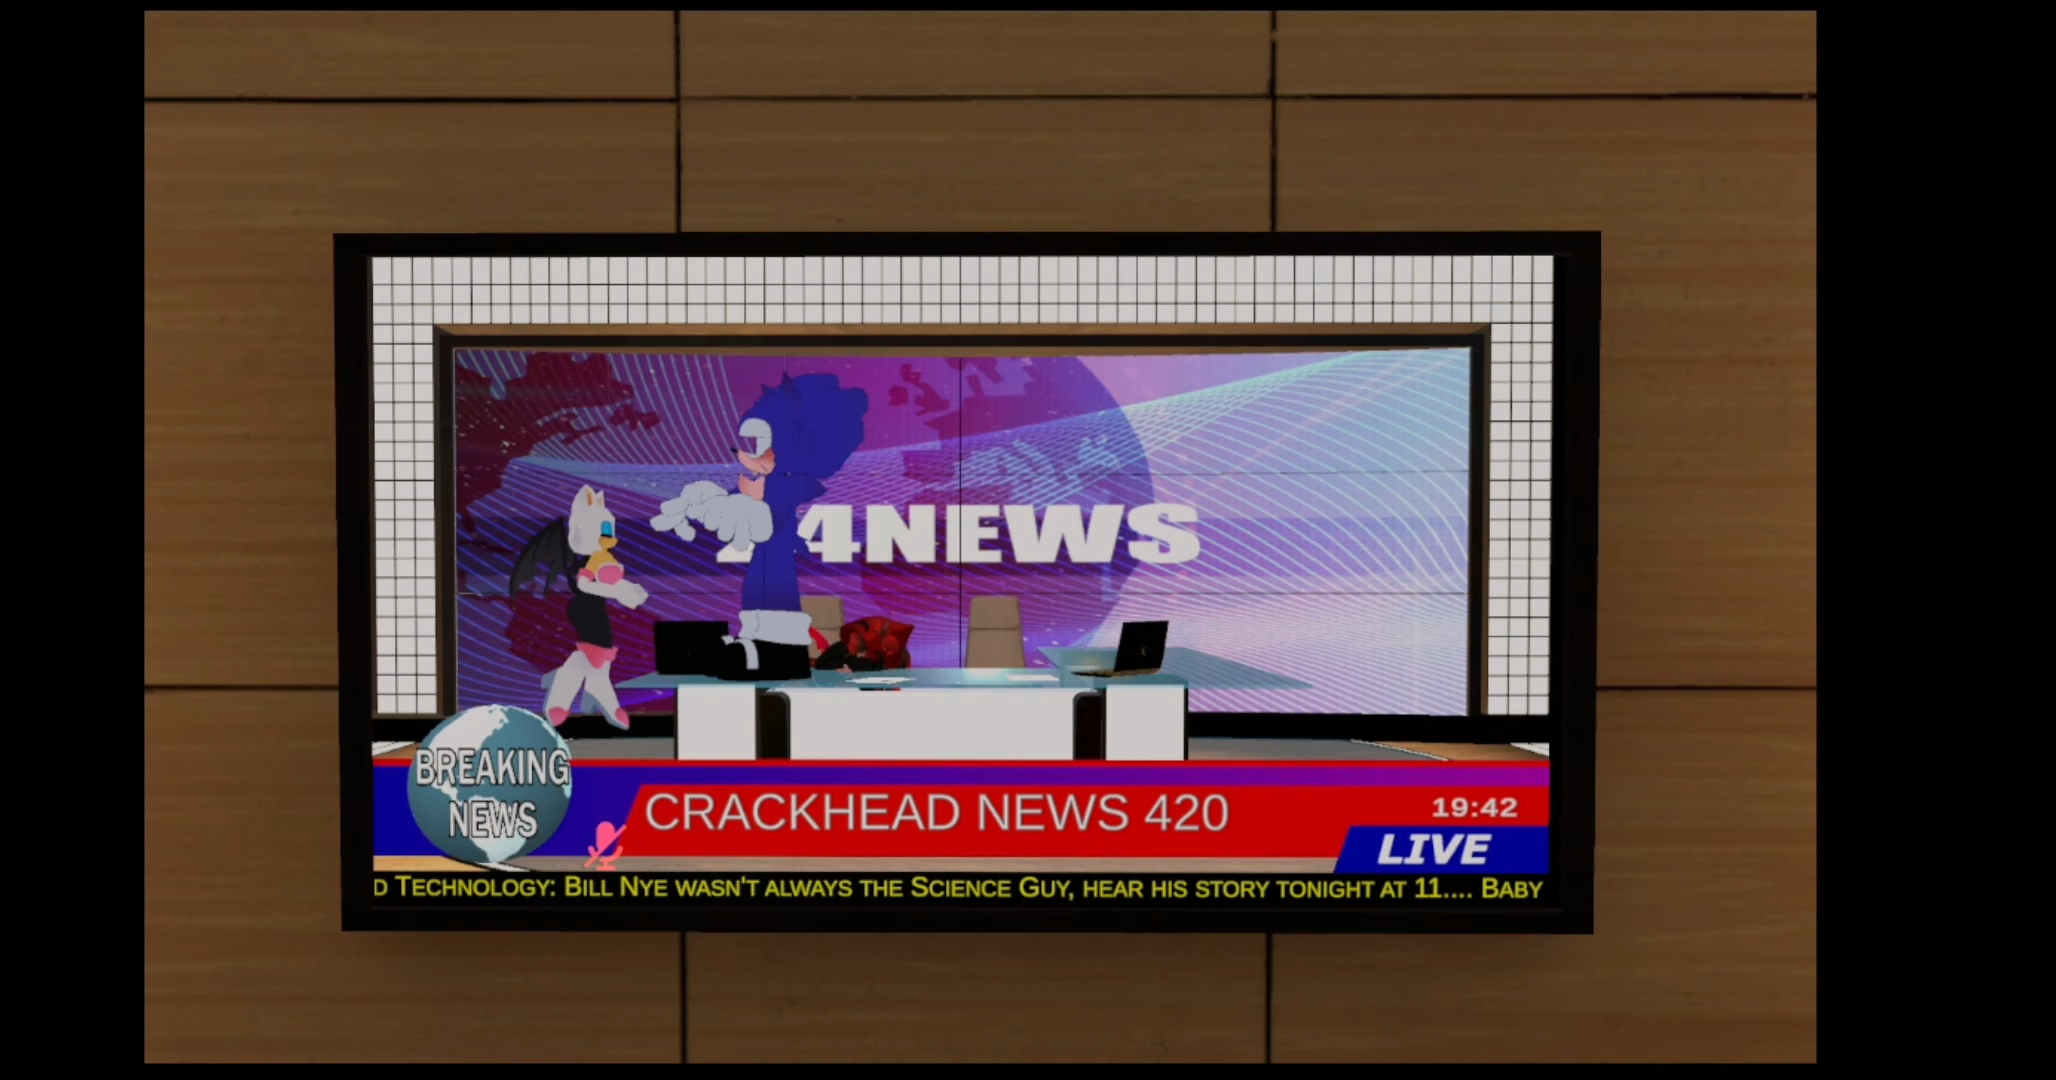 4NEWS
BREAKING
NEWS
CRACKHEAD NEWS 420
19:42
LIVE
D TECHNOLOGY: BILL NYE WASN'T ALWAYS THE SCIENCE GUY, HEAR HIS STORY TONIGHT AT 11.... BABY